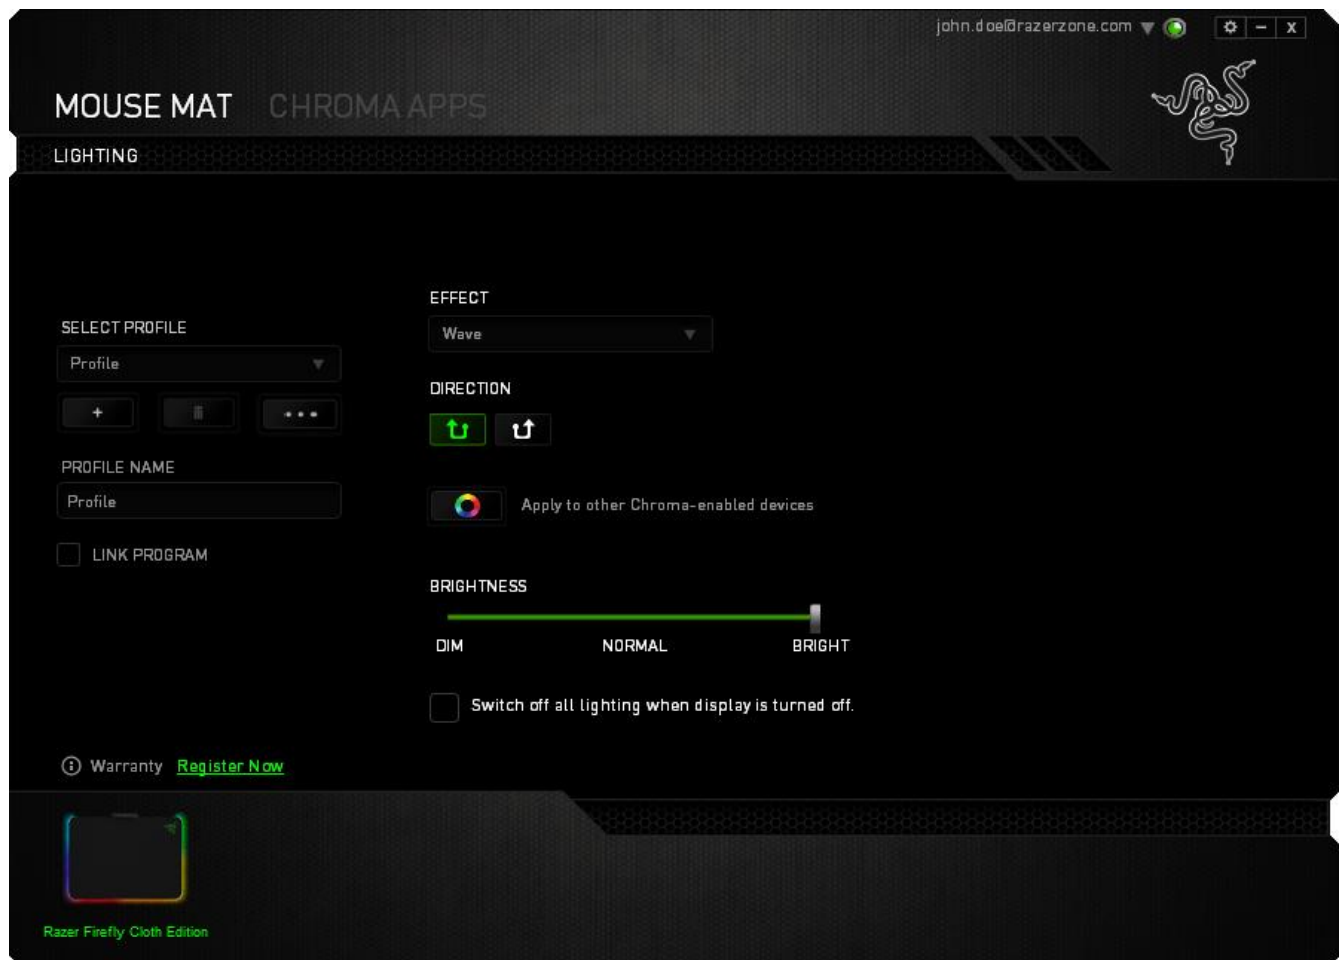 john.doe@razerzone.com
x
MOUSE MAT CHROMA APPS
LIGHTING
SELECT PROFILE
Profile
PROFILE NAME
Profile
LINK PROGRAM
EFFECT
Wave
DIRECTION
Apply to other Chroma-enabled devices
BRIGHTNESS
DIM NORMAL BRIGHT
Switch off all lighting when display is turned off.
Warranty Register Now
Razer Firefly Cloth Edition